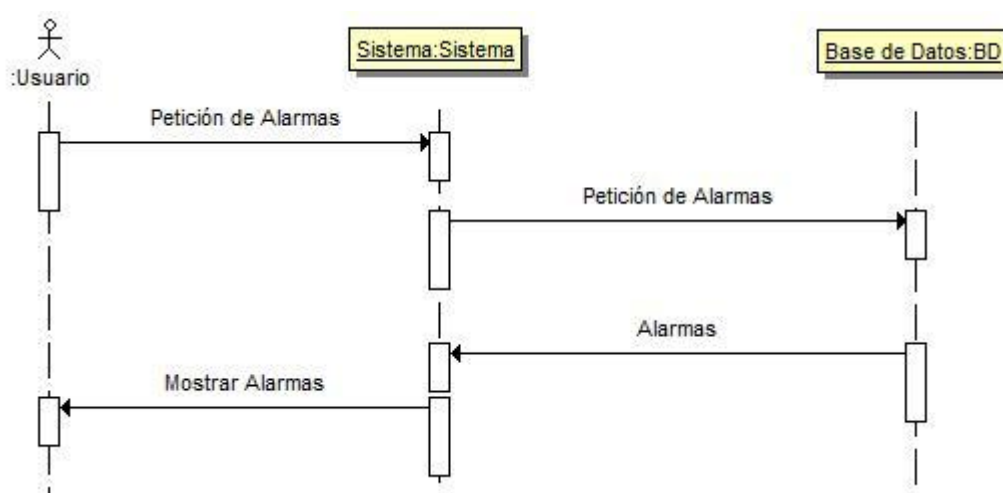 :Usuario
Sistema:Sistema
Base de Datos:BD
Petición de Alarmas
Petición de Alarmas
Alarmas
Mostrar Alarmas